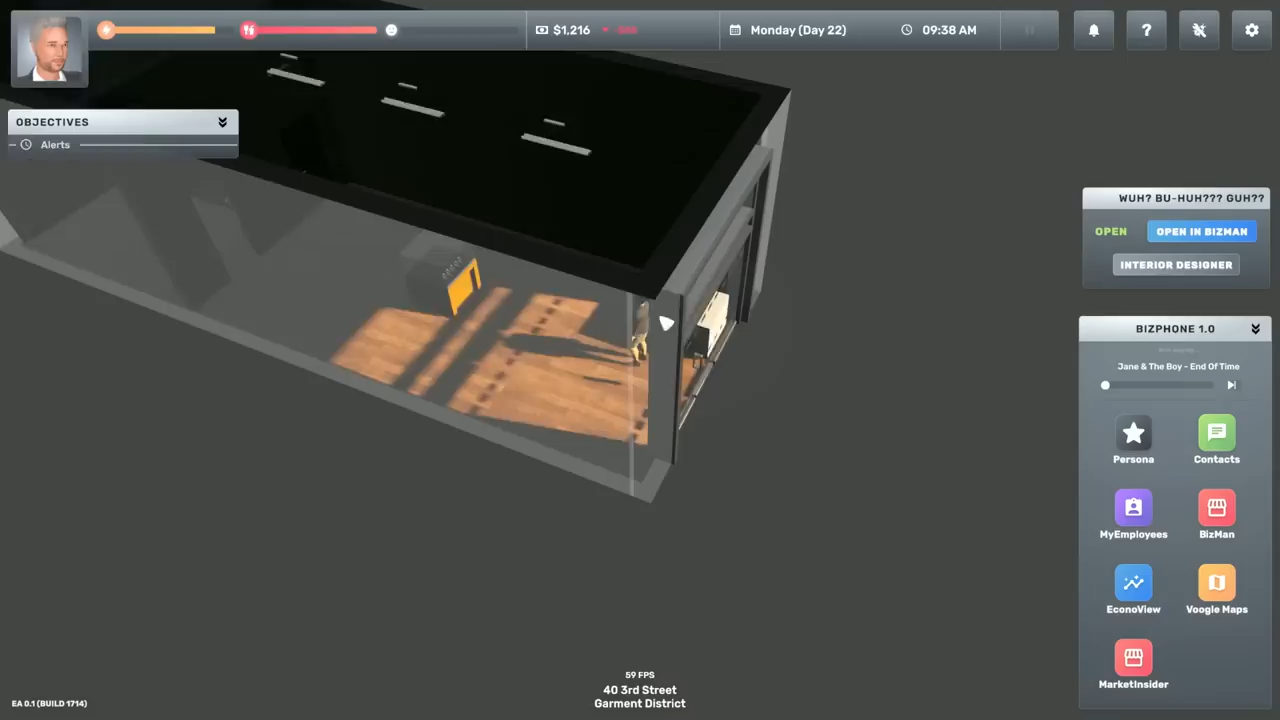 $1,216
Monday (Day 22)
09:38 AM
?
OBJECTIVES
Alerts
WUH? BU-HUH??? GUH??
OPEN
OPEN IN BIZMAN
INTERIOR DESIGNER
BIZPHONE 1.0
Jane & The Boy - End Of Time
Persona
Contacts
MyEmployees
BizMan
EconoView
Voogle Maps
MarketInsider
59 FPS
40 3rd Street
Garment District
EA 0.1 (BUILD 1714)